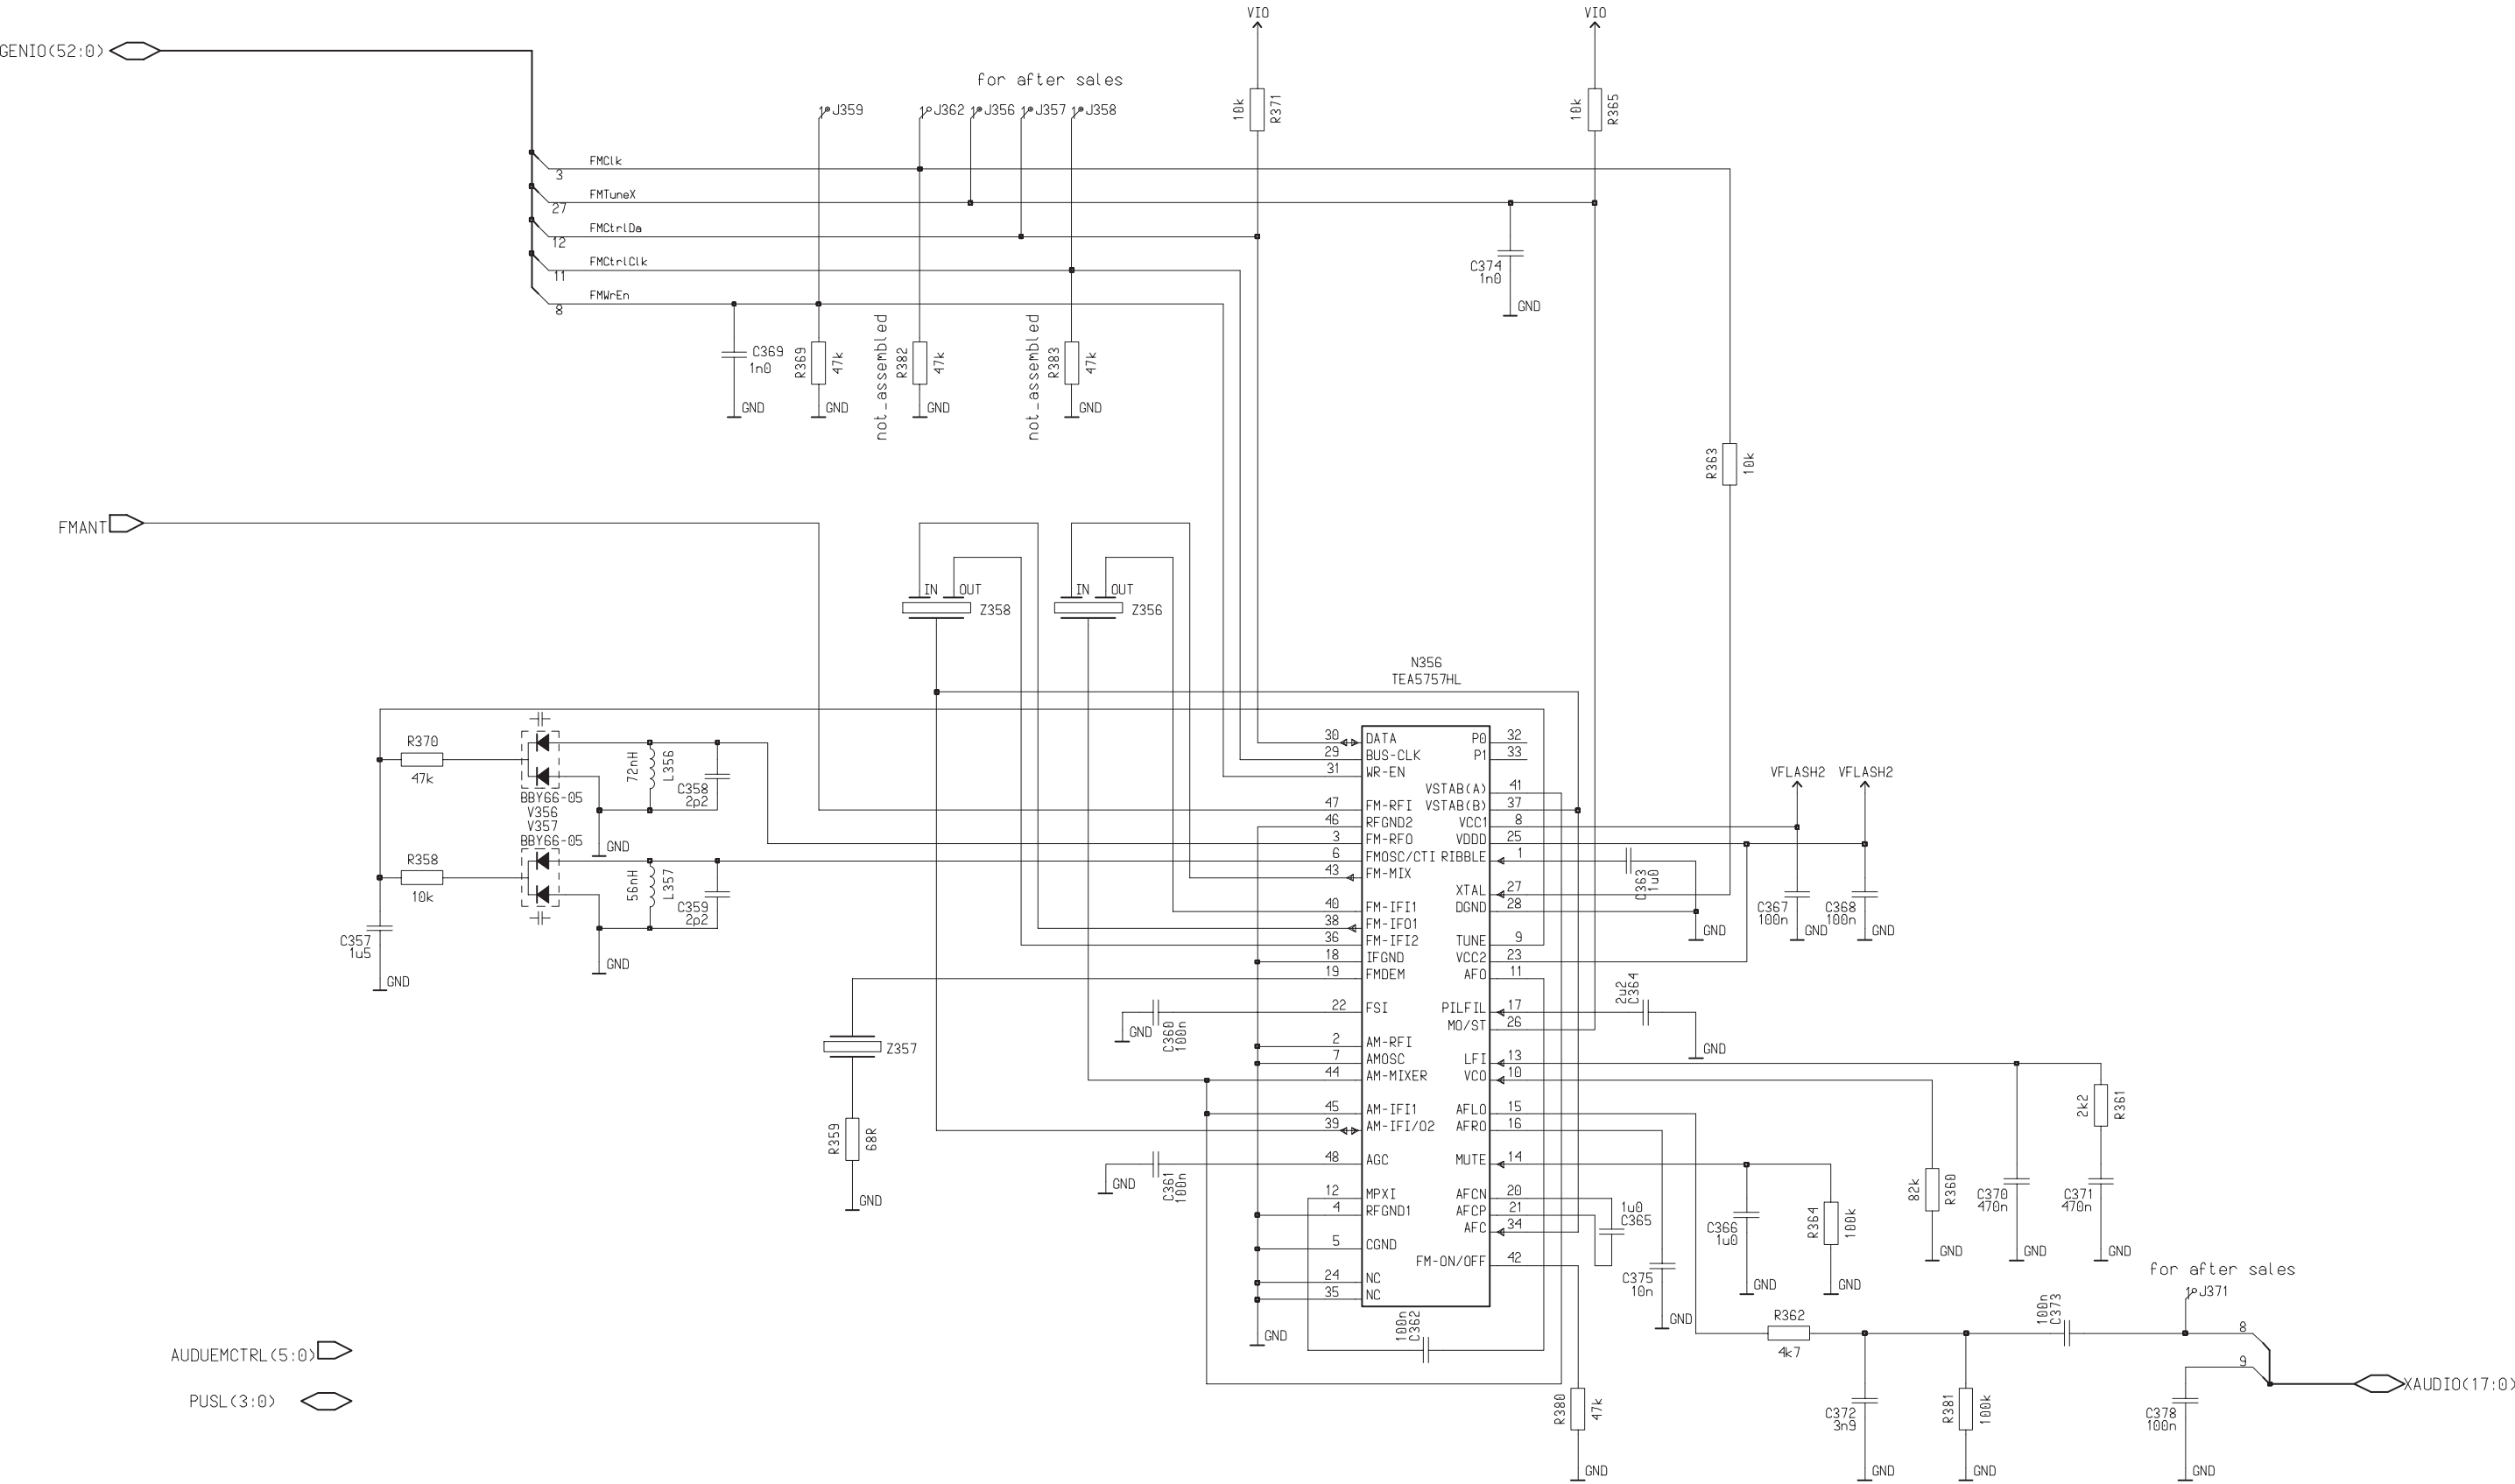 VIO
VIO
GENIO(52:0)
for after sales
J359
J362
J356
J357
J358
10k
R371
10k
R365
FMClk
3
FMTuneX
27
FMCtrlDa
12
FMCtrlClk
11
FMWrEn
8
C374
1n0
GND
C369
1n0
GND
R369
47k
GND
not_assembled
R382
47k
GND
not_assembled
R383
47k
GND
R363
10k
FMANT
IN
OUT
Z358
IN
OUT
Z356
N356
TEA5757HL
R370
47k
BBY66-05
V356
V357
BBY66-05
72nH
L356
C358
2p2
GND
R358
10k
56nH
L357
C359
2p2
GND
C357
1u5
GND
30 DATA
29 BUS-CLK
31 WR-EN
47 FM-RFI
46 RFGND2
3 FM-RFO
6 FMOSC/CTI
43 FM-MIX
40 FM-IFI1
38 FM-IFO1
36 FM-IFI2
18 IFGND
19 FMDEM
22 FSI
2 AM-RFI
7 AMOSC
44 AM-MIXER
45 AM-IFI1
39 AM-IFI/O2
48 AGC
12 MPXI
4 RFGND1
5 CGND
24 NC
35 NC
P0 32
P1 33
VSTAB(A) 41
VSTAB(B) 37
VCC1 8
VDDD 25
RIBBLE 1
XTAL 27
DGND 28
TUNE 9
VCC2 23
AFO 11
PILFIL 17
MO/ST 26
LFI 13
VCO 10
AFLO 15
AFRO 16
MUTE 14
AFCN 20
AFCP 21
AFC 34
FM-ON/OFF 42
VFLASH2
VFLASH2
C363
1u0
GND
C367
100n
GND
C368
100n
GND
2u2
C364
GND
GND
C360
100n
Z357
R359
68R
GND
GND
C361
100n
GND
100n
C362
1u0
C365
C375
10n
GND
C366
1u0
GND
R364
100k
GND
82k
R360
GND
C370
470n
GND
2k2
R361
C371
470n
GND
for after sales
J371
R362
4k7
100n
C373
8
9
R380
47k
GND
C372
3n9
GND
R381
100k
GND
C378
100n
GND
XAUDIO(17:0)
AUDUEMCTRL(5:0)
PUSL(3:0)